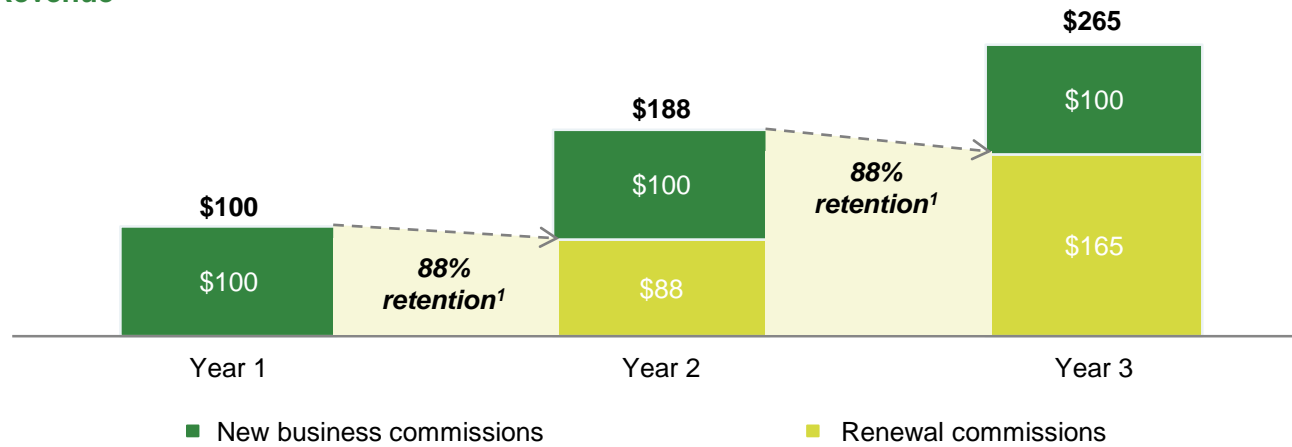 $265
$100
$188
88%
retention1
$100
$100
$165
88%
retention1
$100
$88
Year 1
Year 2
Year 3
New business commissions
Renewal commissions